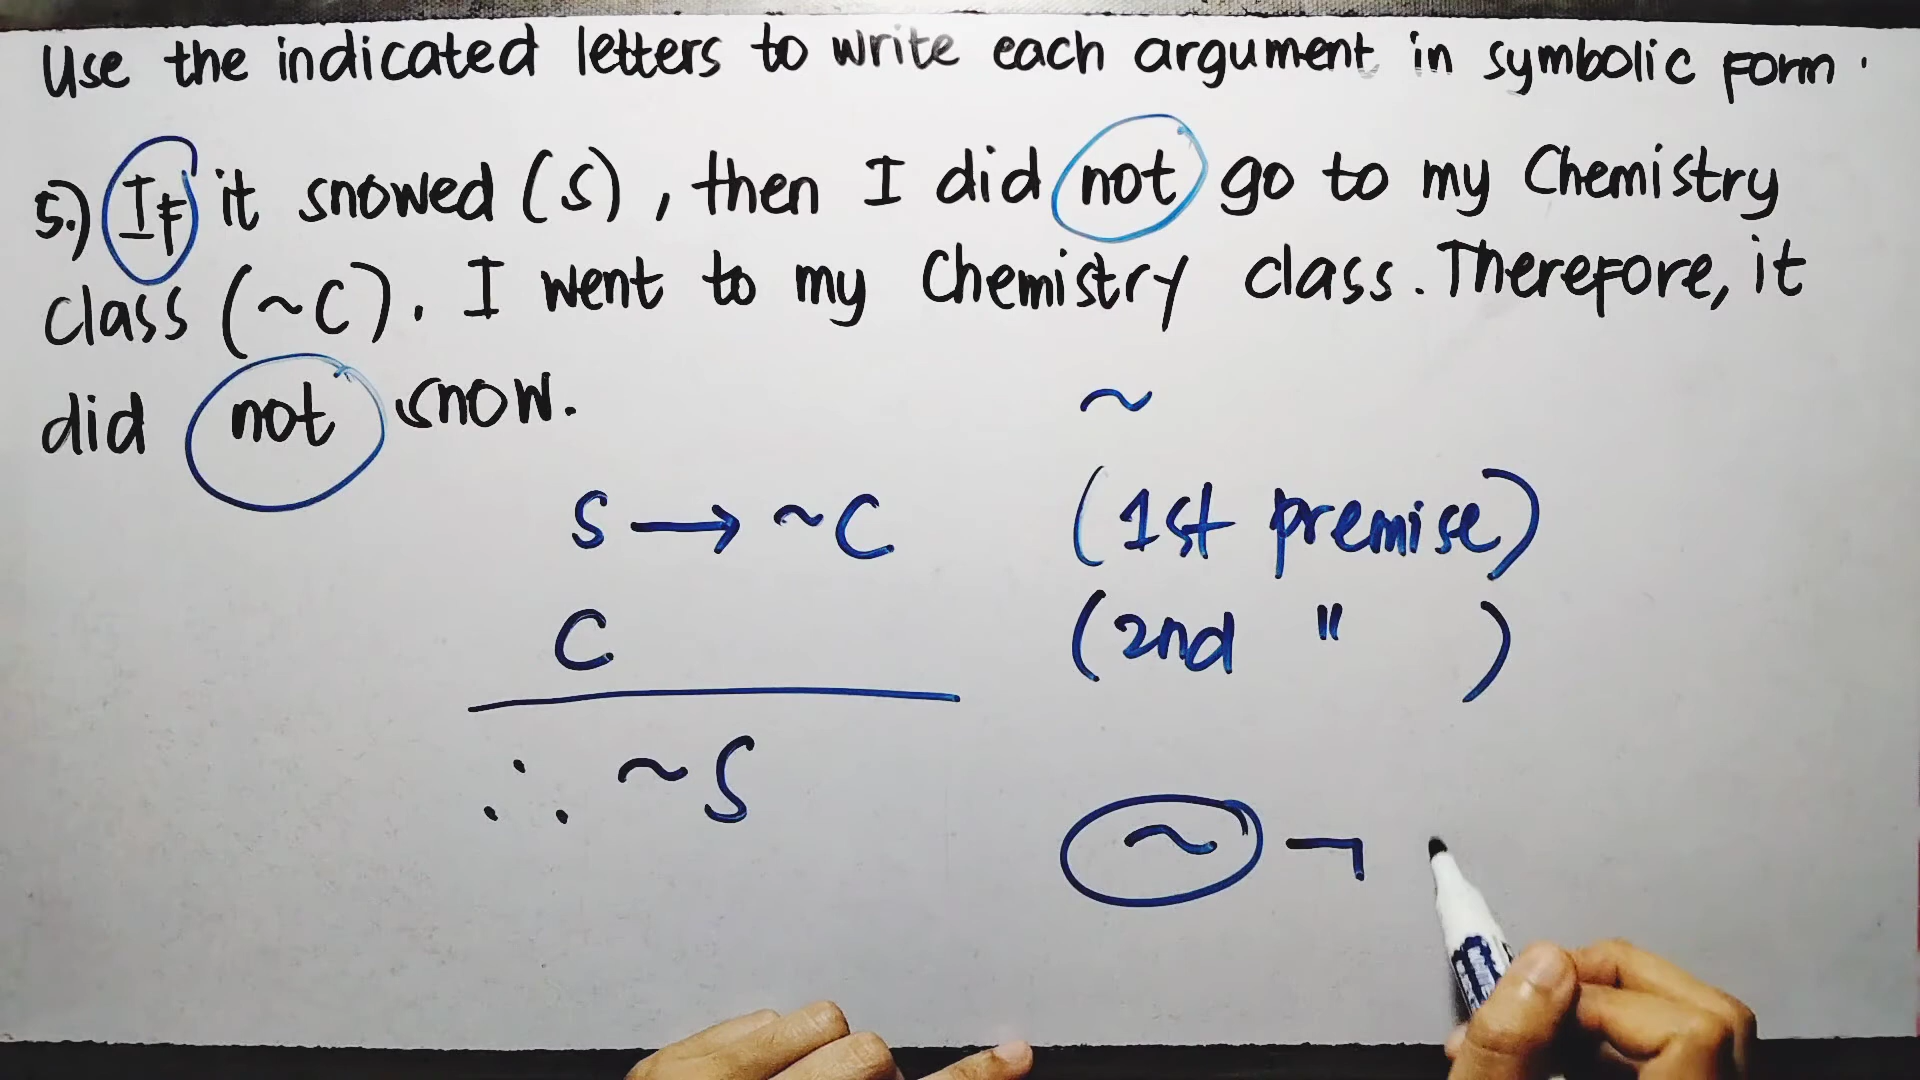 Use the indicated letters to write each argument in symbolic form.
5.) If it snowed (S), then I did not go to my Chemistry
class (~C). I went to my Chemistry class. Therefore, it
did not snow.
~
S → ~C (1st premise)
C (2nd " )
∴ ~S
~ ¬